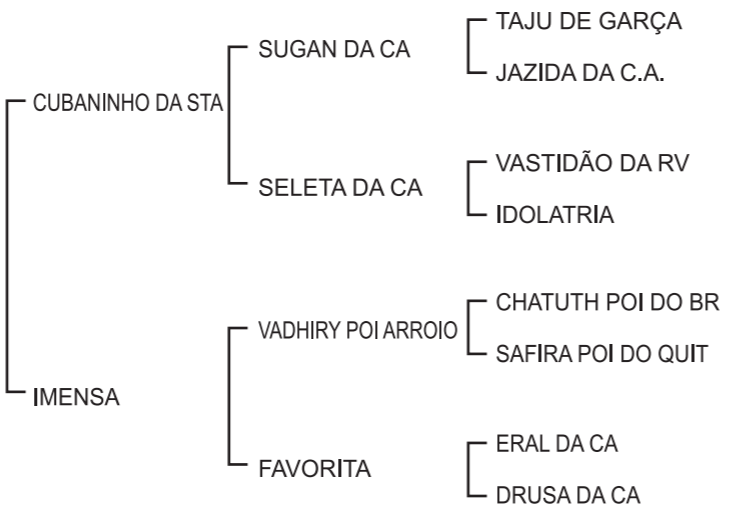 TAJU DE GARÇA
SUGAN DA CA
JAZIDA DA C.A.
CUBANINHO DA STA
VASTIDÃO DA RV
SELETA DA CA
IDOLATRIA
CHATUTH POI DO BR
VADHIRY POI ARROIO
SAFIRA POI DO QUIT
IMENSA
ERAL DA CA
FAVORITA
DRUSA DA CA